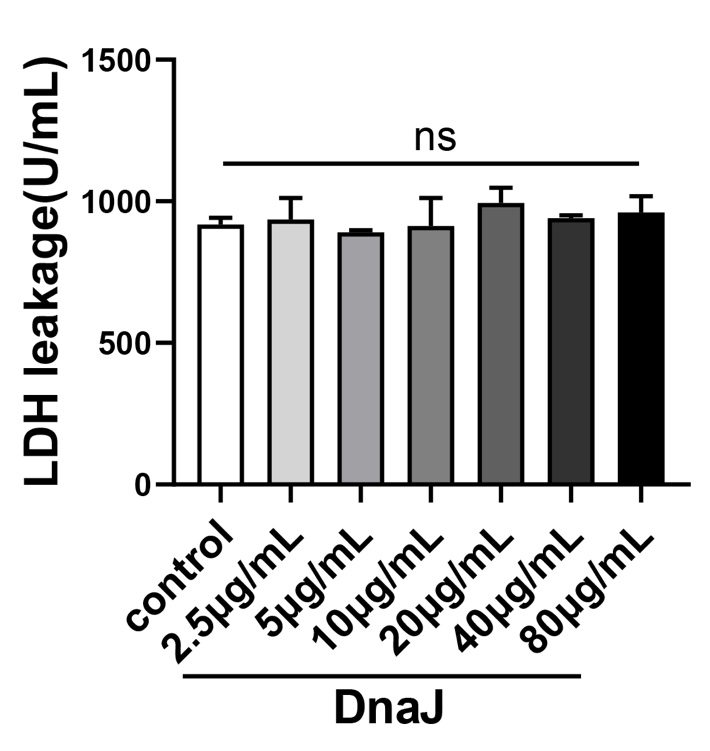 LDH leakage(U/mL)
1500
1000
500
0
ns
control
2.5μg/mL
5μg/mL
10μg/mL
20μg/mL
40μg/mL
80μg/mL
DnaJ